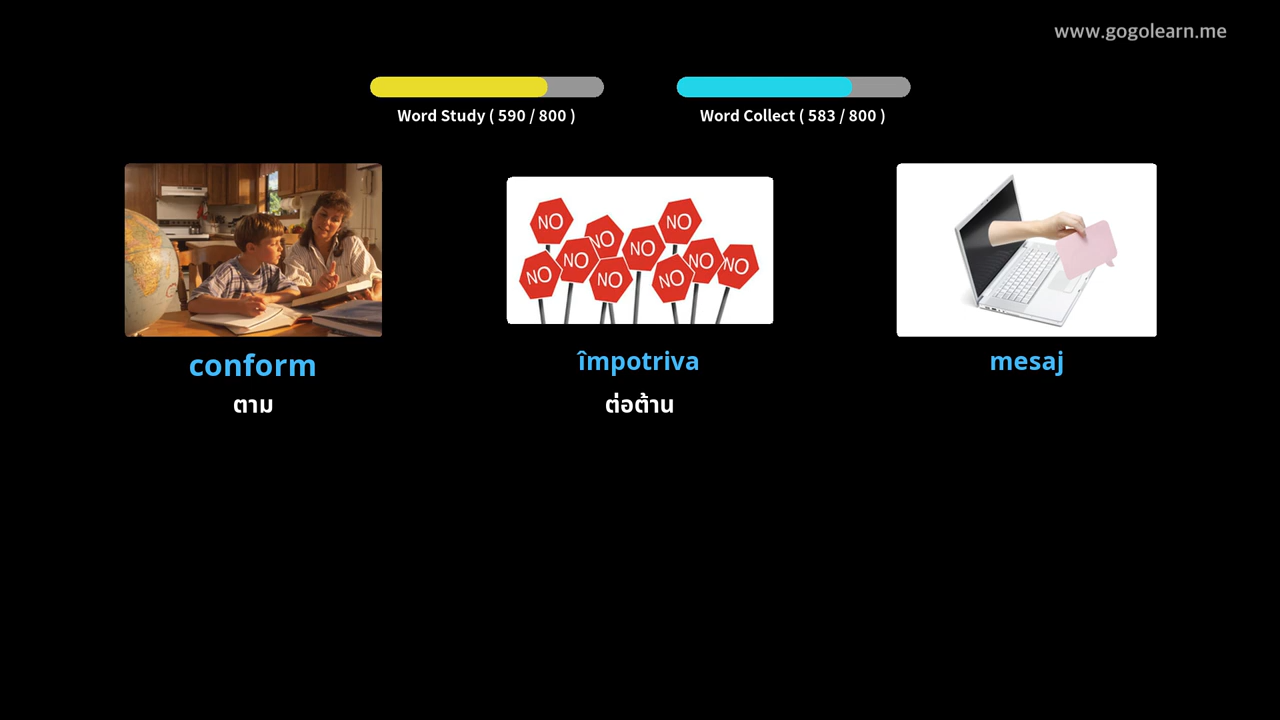 www.gogolearn.me
Word Study ( 590 / 800 )
Word Collect ( 583 / 800 )
NO NO NO NO NO NO NO NO NO NO
conform
ตาม
împotriva
ต่อต้าน
mesaj